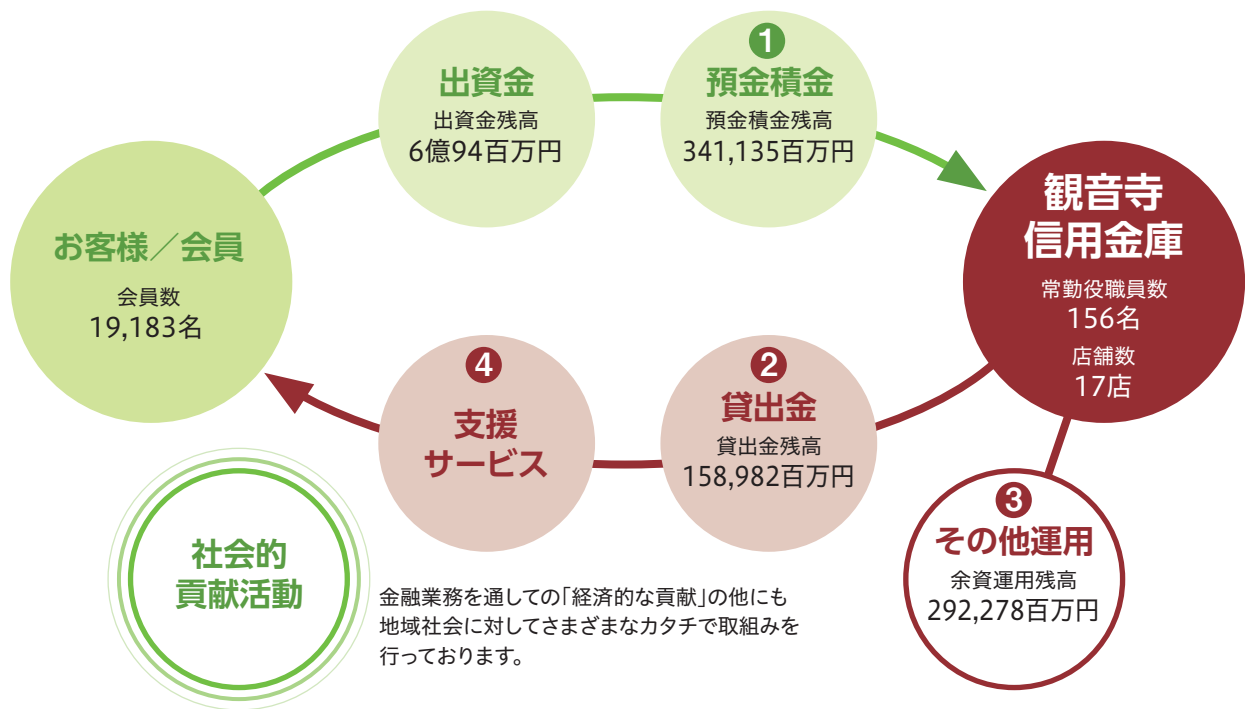 出資金
出資金残高
6億94百万円
❶
預金積金
預金積金残高
341,135百万円
お客様／会員
会員数
19,183名
観音寺
信用金庫
常勤役職員数
156名
店舗数
17店
❹
支援
サービス
❷
貸出金
貸出金残高
158,982百万円
❸
その他運用
余資運用残高
292,278百万円
社会的
貢献活動
金融業務を通しての「経済的な貢献」の他にも
地域社会に対してさまざまなカタチで取組みを
行っております。